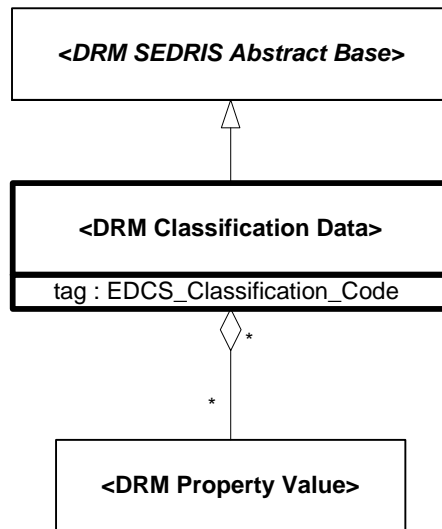 <DRM SEDRIS Abstract Base>
<DRM Classification Data>
tag : EDCS_Classification_Code
*
*
<DRM Property Value>